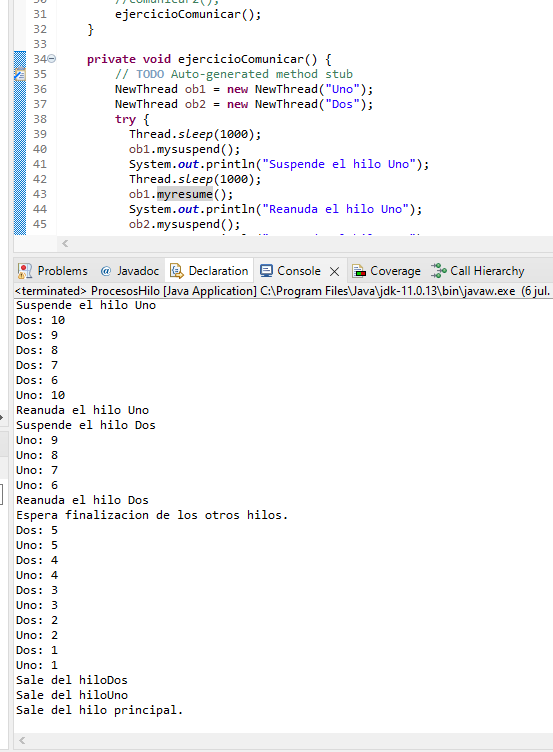 30 //comunicar2();
31 ejercicioComunicar();
32 }
33
34 private void ejercicioComunicar() {
35 // TODO Auto-generated method stub
36 NewThread ob1 = new NewThread("Uno");
37 NewThread ob2 = new NewThread("Dos");
38 try {
39 Thread.sleep(1000);
40 ob1.mysuspend();
41 System.out.println("Suspende el hilo Uno");
42 Thread.sleep(1000);
43 ob1.myresume();
44 System.out.println("Reanuda el hilo Uno");
45 ob2.mysuspend();
Problems @ Javadoc Declaration Console Coverage Call Hierarchy
<terminated> ProcesosHilo [Java Application] C:\Program Files\Java\jdk-11.0.13\bin\javaw.exe (6 jul.
Suspende el hilo Uno
Dos: 10
Dos: 9
Dos: 8
Dos: 7
Dos: 6
Uno: 10
Reanuda el hilo Uno
Suspende el hilo Dos
Uno: 9
Uno: 8
Uno: 7
Uno: 6
Reanuda el hilo Dos
Espera finalizacion de los otros hilos.
Dos: 5
Uno: 5
Dos: 4
Uno: 4
Dos: 3
Uno: 3
Dos: 2
Uno: 2
Dos: 1
Uno: 1
Sale del hiloDos
Sale del hiloUno
Sale del hilo principal.